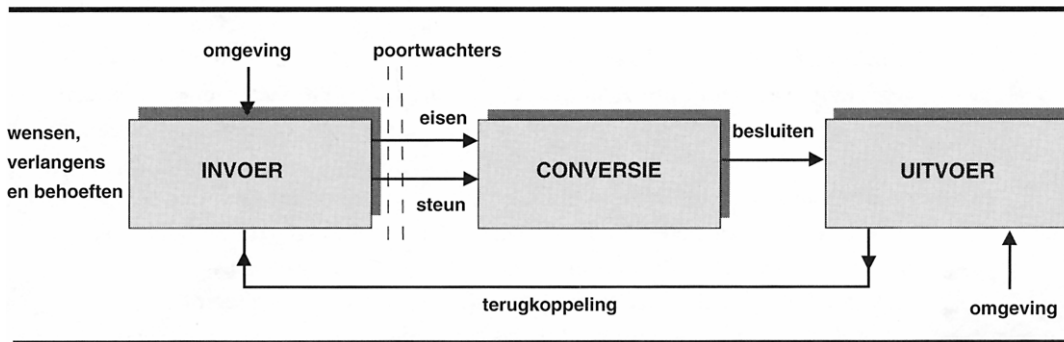 omgeving
poortwachters
wensen,
verlangens
en behoeften
INVOER
eisen
steun
CONVERSIE
besluiten
UITVOER
terugkoppeling
omgeving